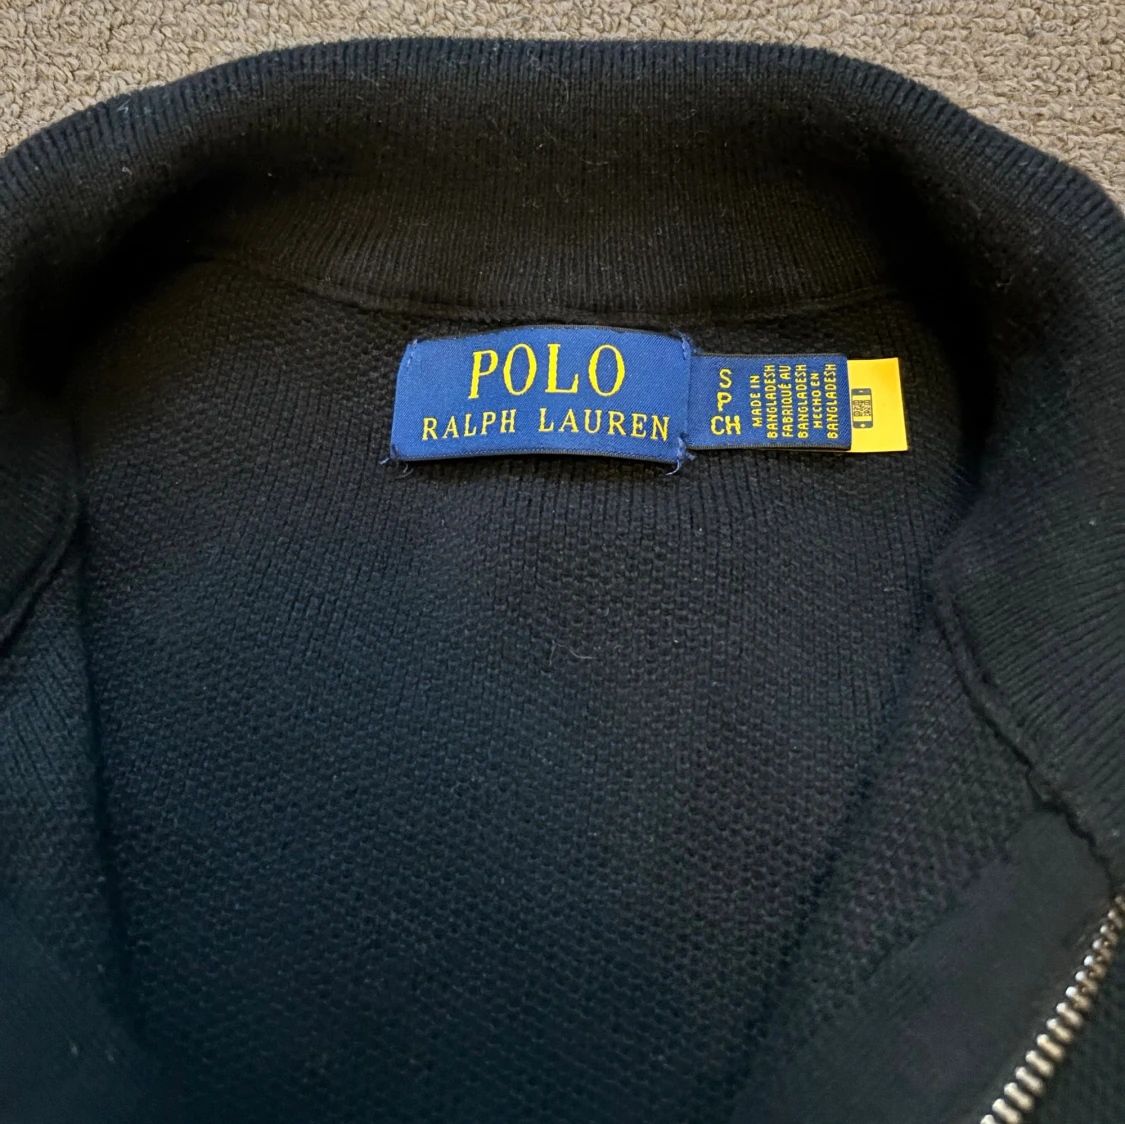 POLO
RALPH LAUREN
S
P
CH
MADE IN
BANGLADESH
FABRIQUÉ AU
BANGLADESH
HECHO EN
BANGLADESH